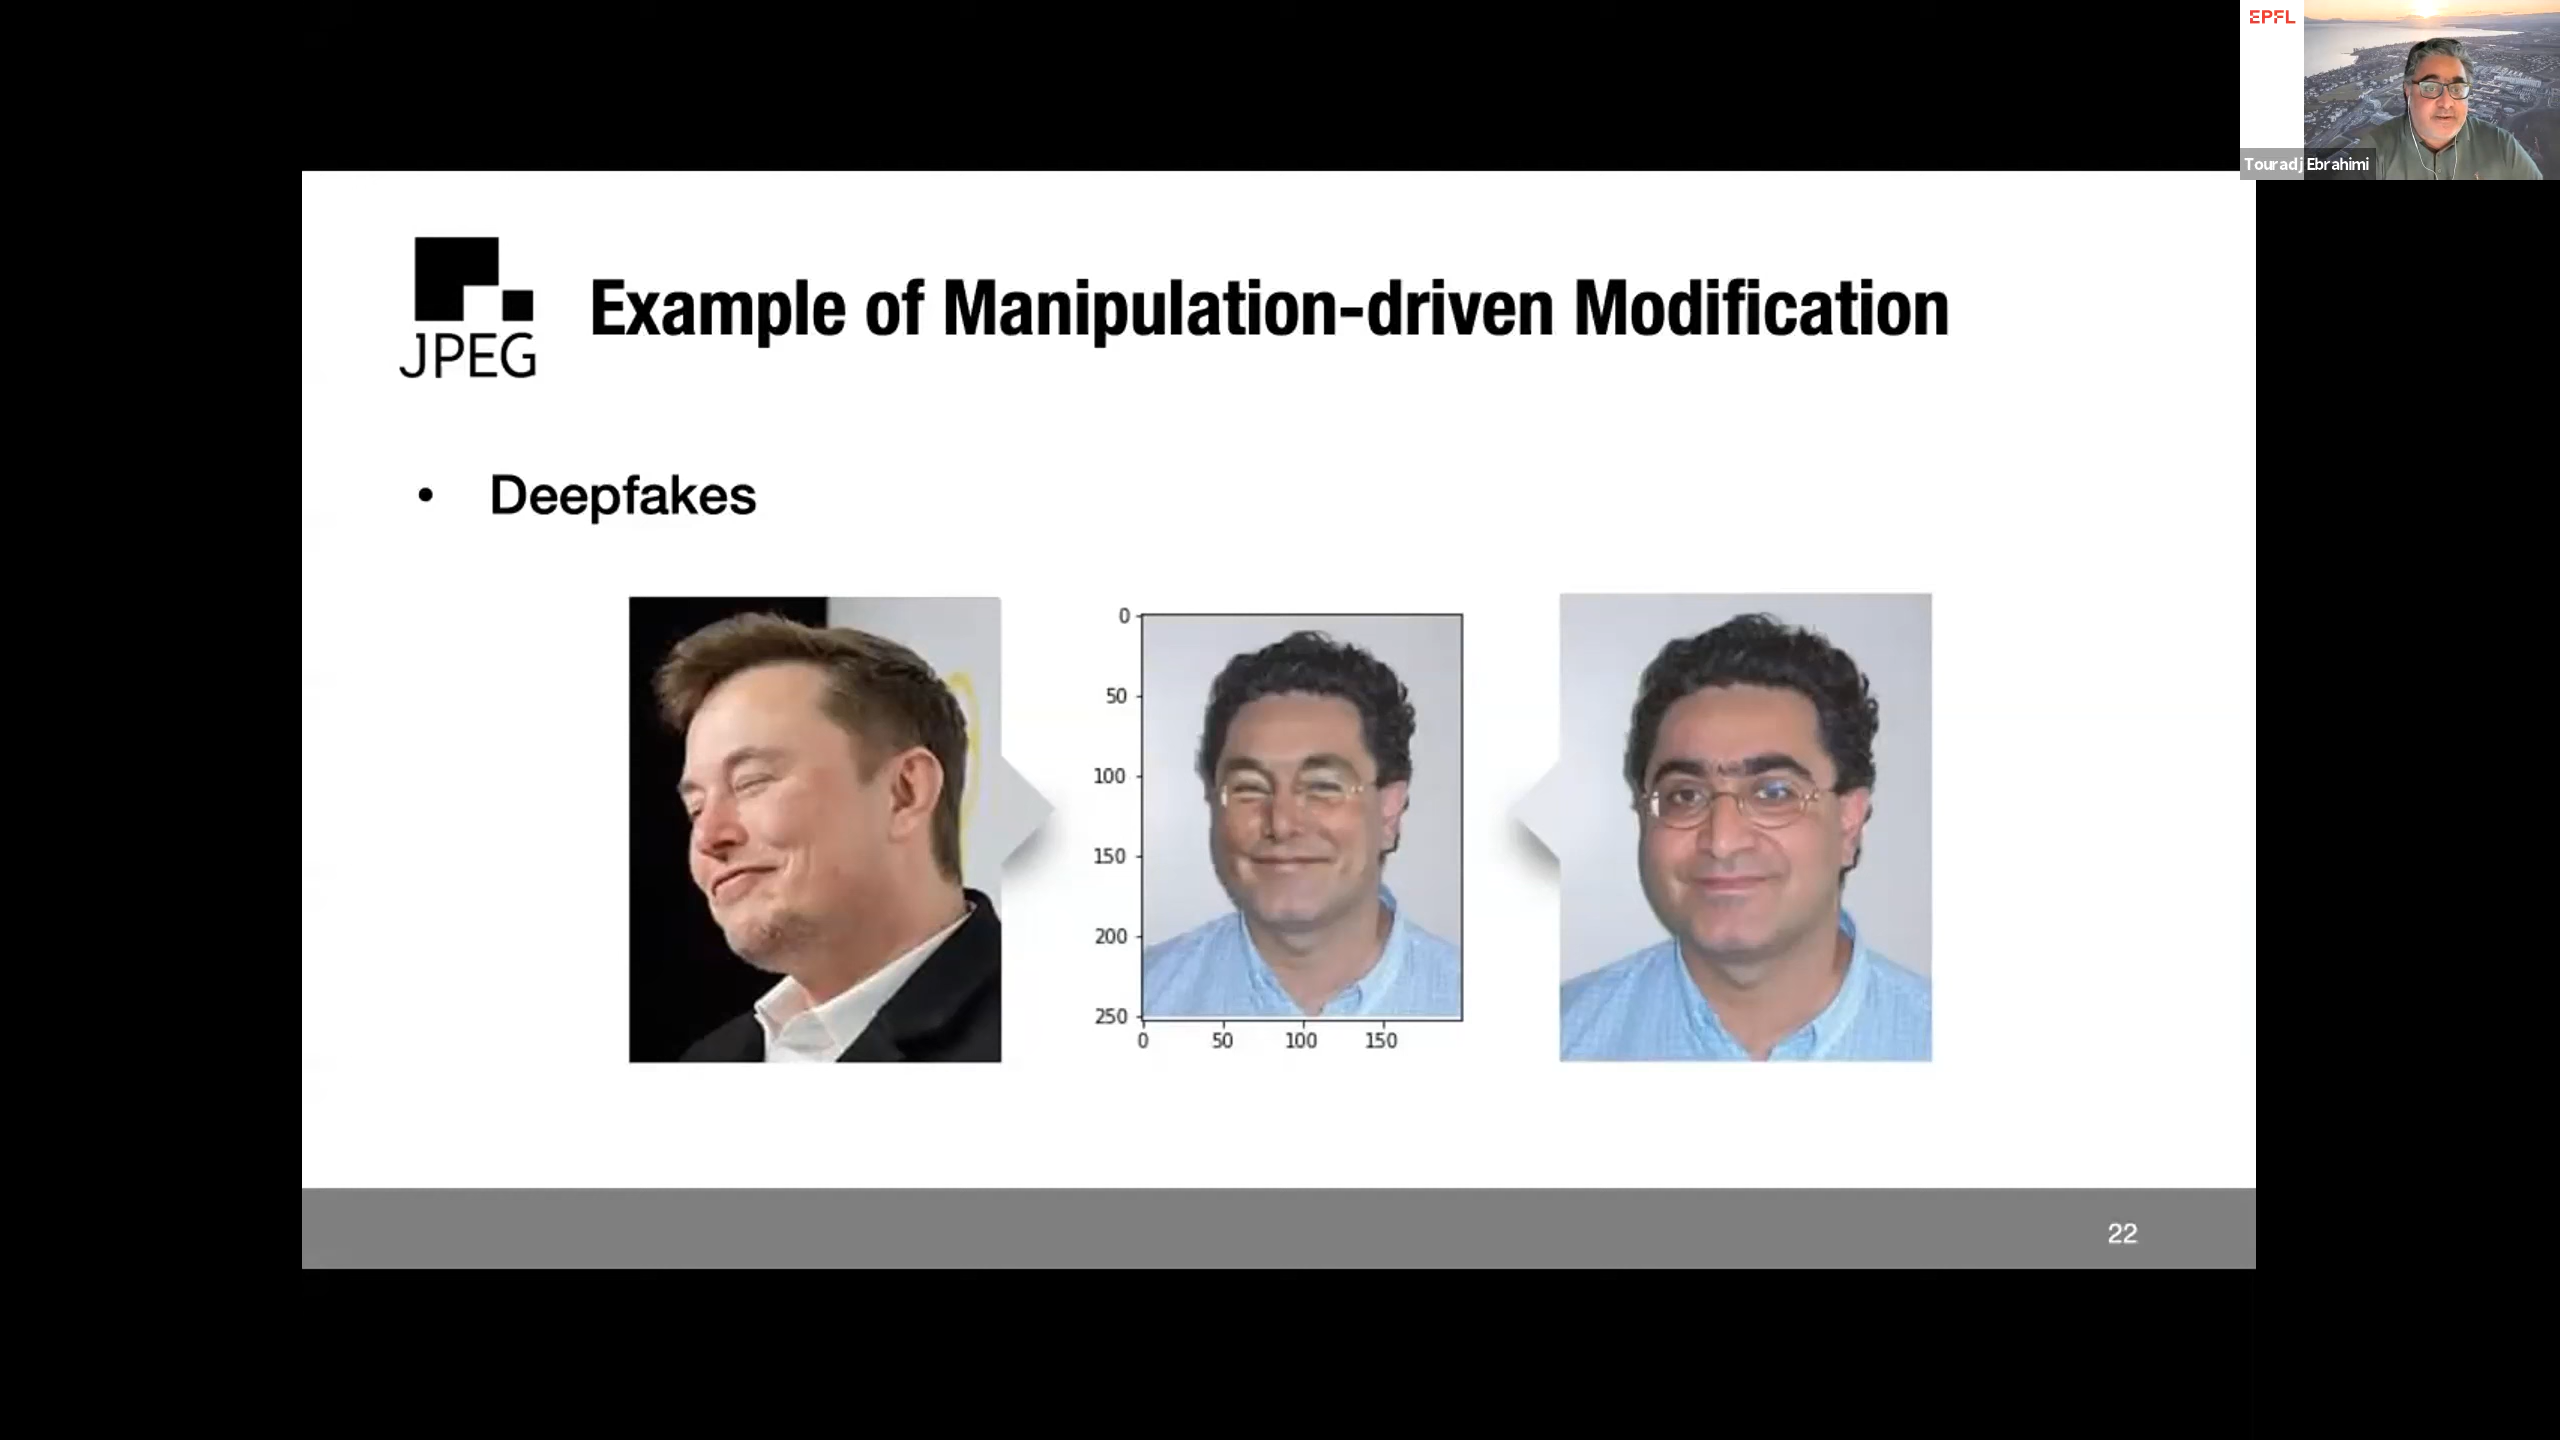 EPFL
Touradj Ebrahimi
JPEG
Example of Manipulation-driven Modification
• Deepfakes
0
50
100
150
200
250
0 50 100 150
22